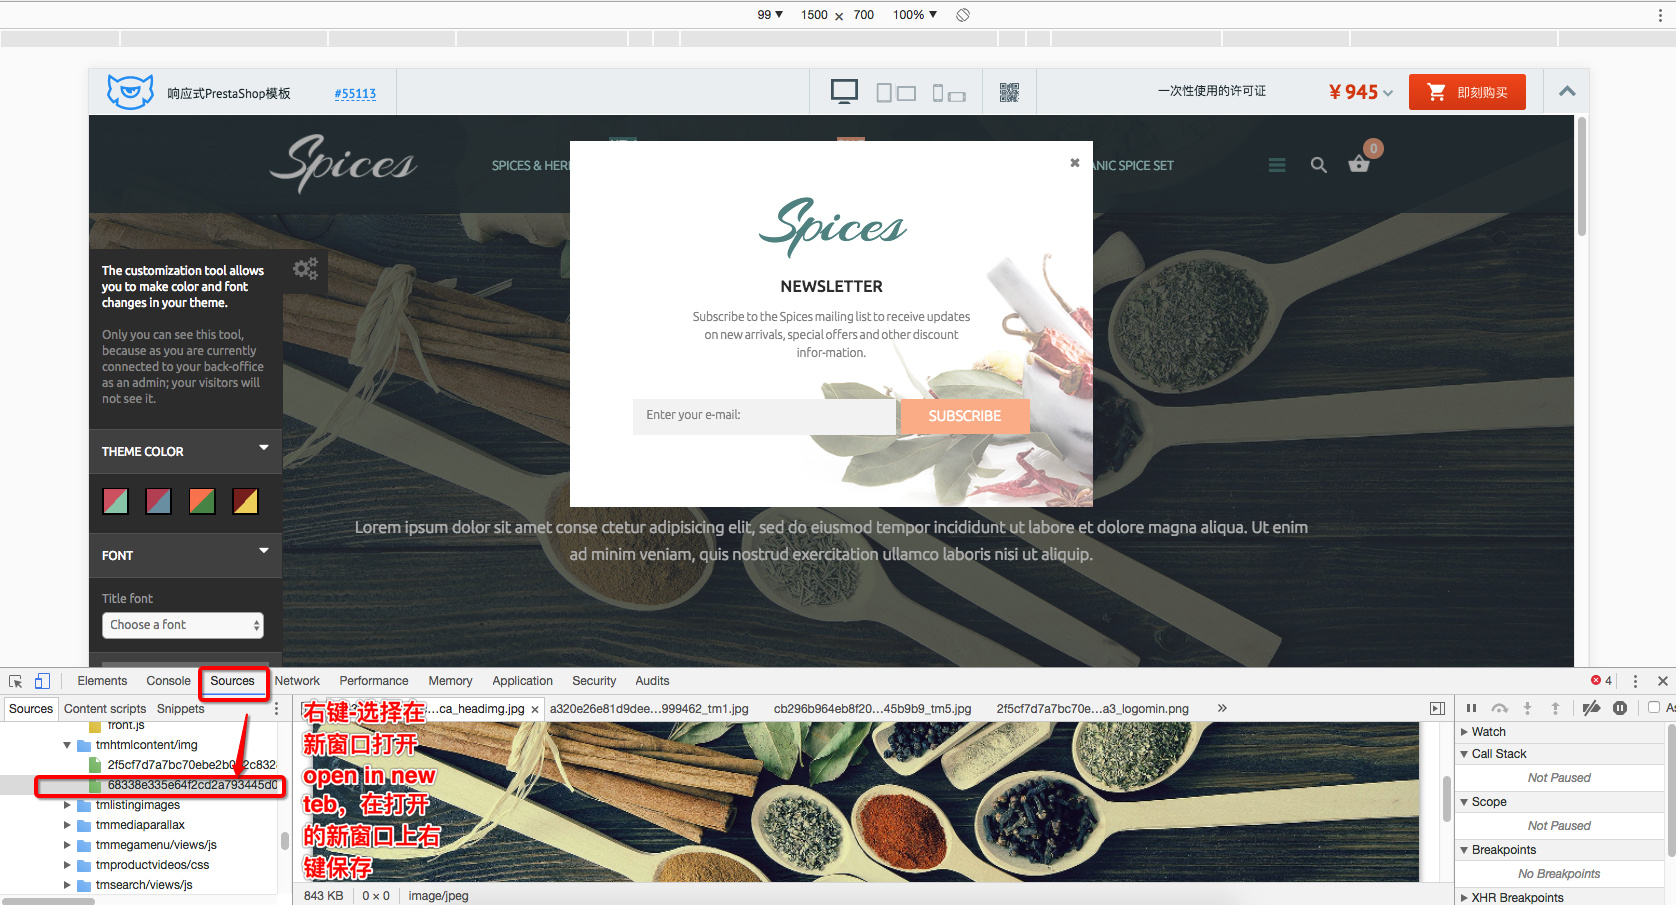 99 ▼ 1500 × 700 100% ▼
响应式PrestaShop模板 #55113
一次性使用的许可证 ¥ 945 即刻购买
Spices
SPICES & HER
ANIC SPICE SET
0
Spices
NEWSLETTER
Subscribe to the Spices mailing list to receive updates
on new arrivals, special offers and other discount
infor-mation.
Enter your e-mail:
SUBSCRIBE
The customization tool allows
you to make color and font
changes in your theme.
Only you can see this tool,
because as you are currently
connected to your back-office
as an admin; your visitors will
not see it.
THEME COLOR
FONT
Title font
Choose a font
Lorem ipsum dolor sit amet conse ctetur adipisicing elit, sed do eiusmod tempor incididunt ut labore et dolore magna aliqua. Ut enim
ad minim veniam, quis nostrud exercitation ullamco laboris nisi ut aliquip.
Elements Console Sources Network Performance Memory Application Security Audits
4
Sources Content scripts Snippets
front.js
tmhtmlcontent/img
68338e335e64f2cd2a793445d0
tmlistingimages
tmmediaparallax
tmmegamenu/views/js
tmproductvideos/css
tmsearch/views/js
…ca_headimg.jpg × a320e26e81d9dee…999462_tm1.jpg cb296b964eb8f20…45b9b9_tm5.jpg 2f5cf7d7a7bc70e…a3_logomin.png »
右键-选择在
新窗口打开
open in new
teb，在打开
的新窗口上右
键保存
843 KB 0 × 0 image/jpeg
As
Watch
Call Stack
Not Paused
Scope
Not Paused
Breakpoints
No Breakpoints
XHR Breakpoints